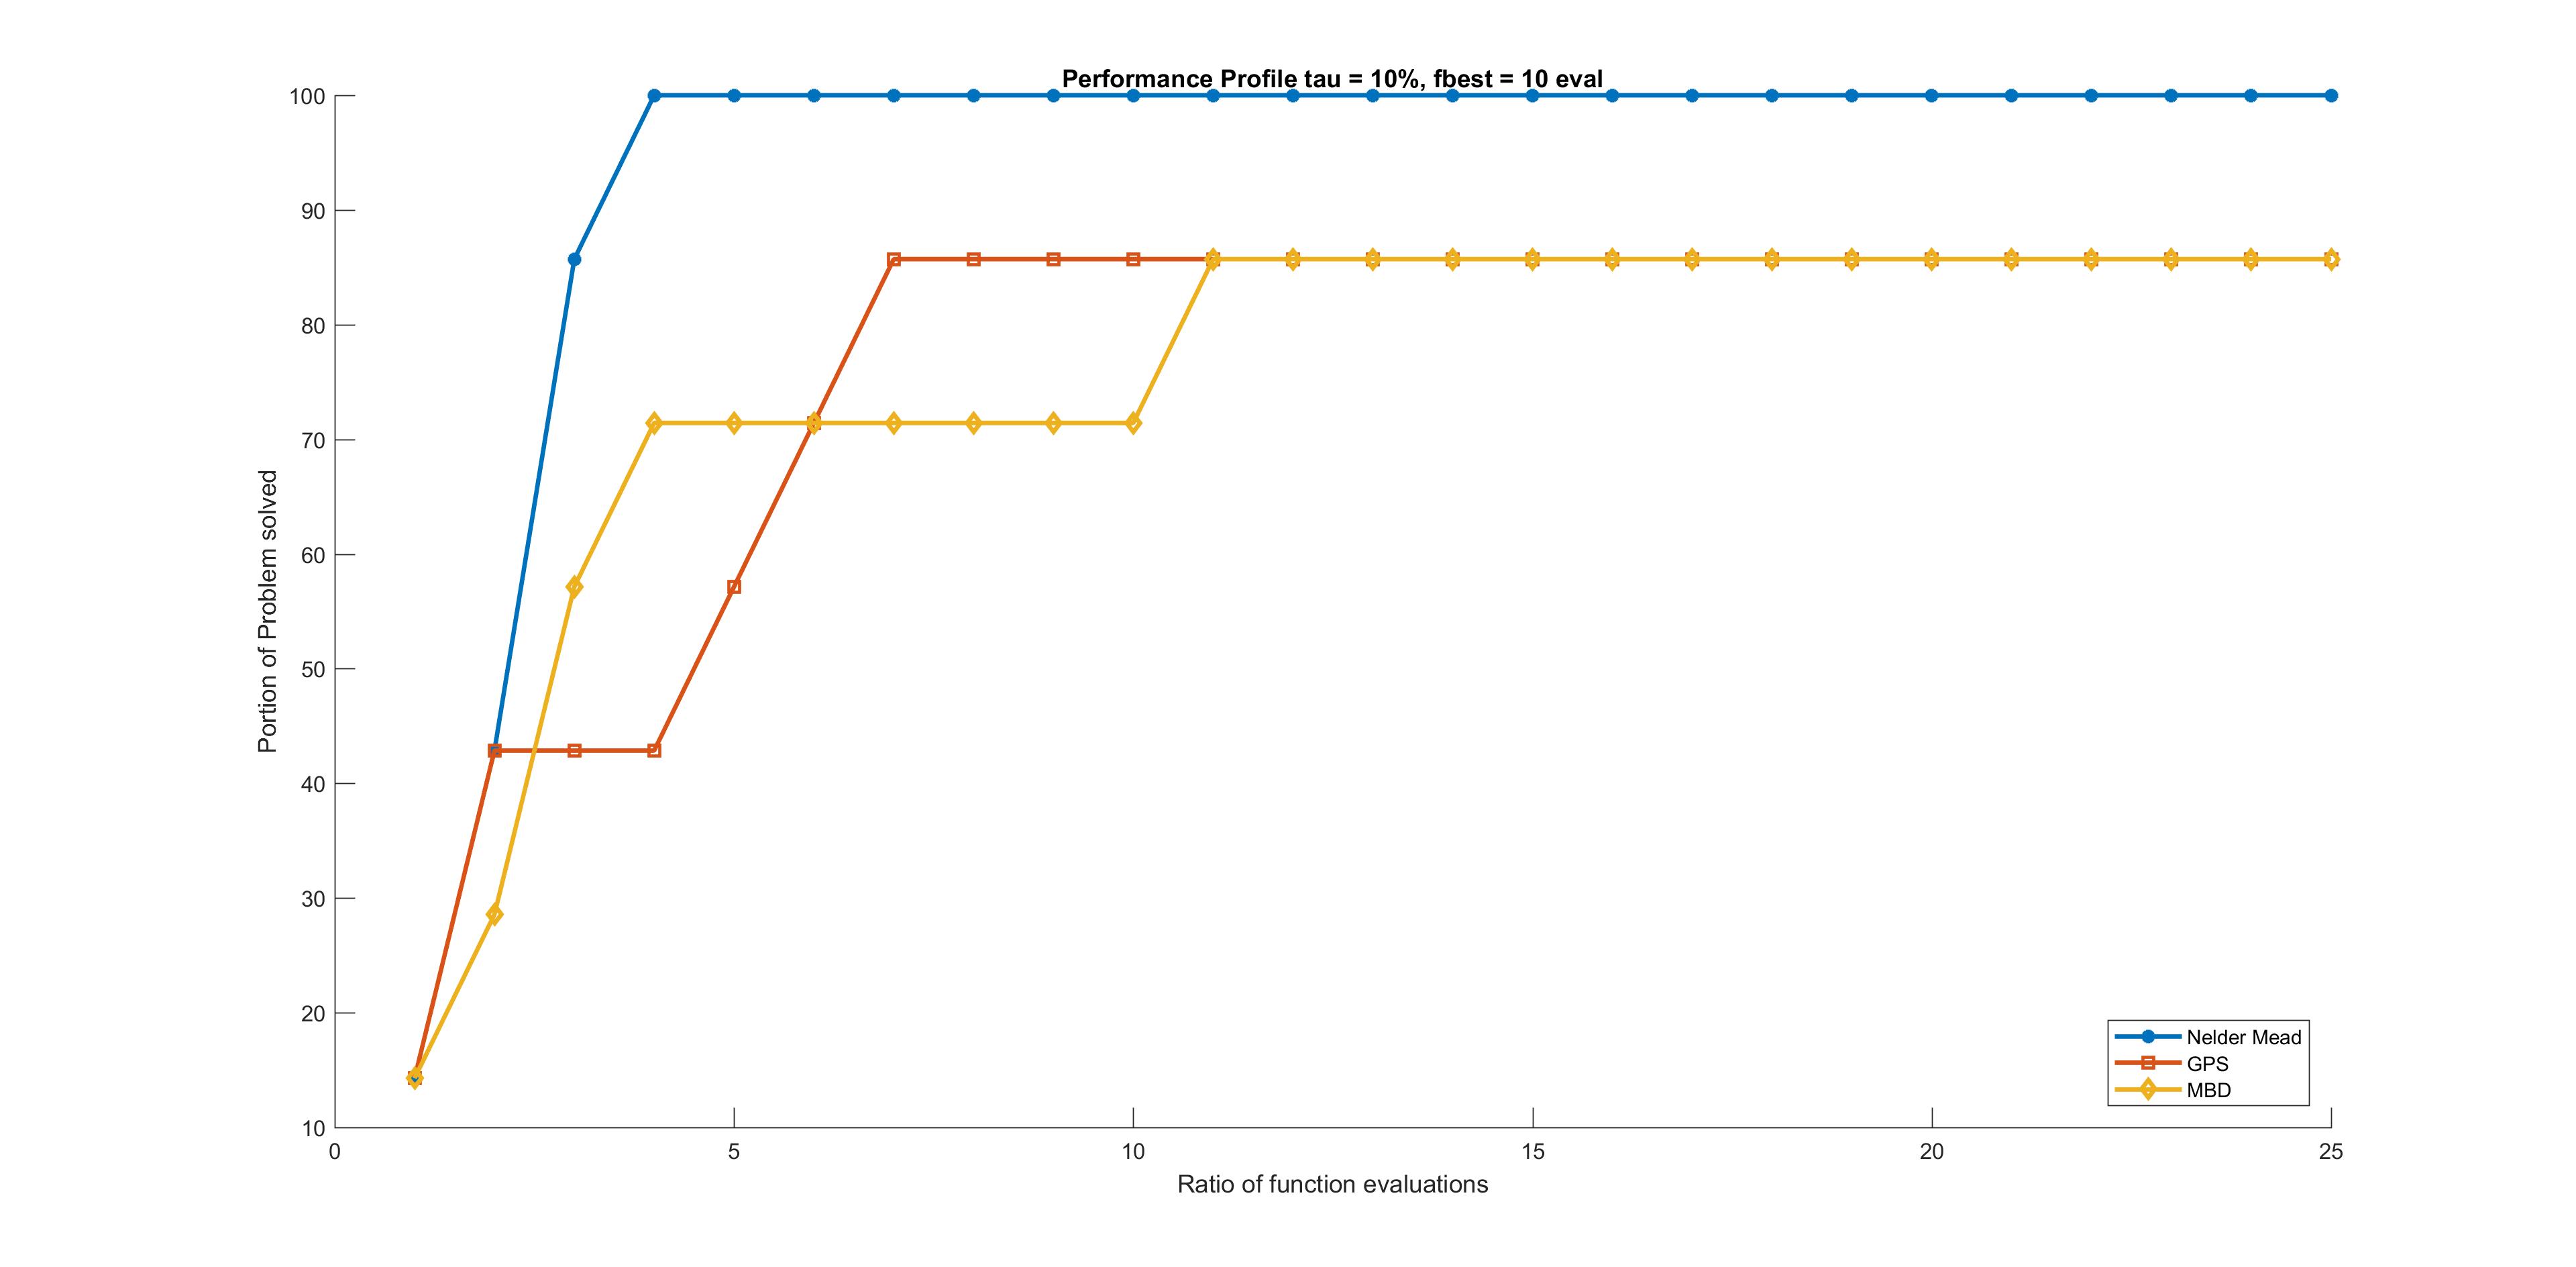 Performance Profile tau = 10%, fbest = 10 eval
100
90
80
70
60
50
40
30
20
10
Portion of Problem solved
0 5 10 15 20 25
Ratio of function evaluations
Nelder Mead
GPS
MBD